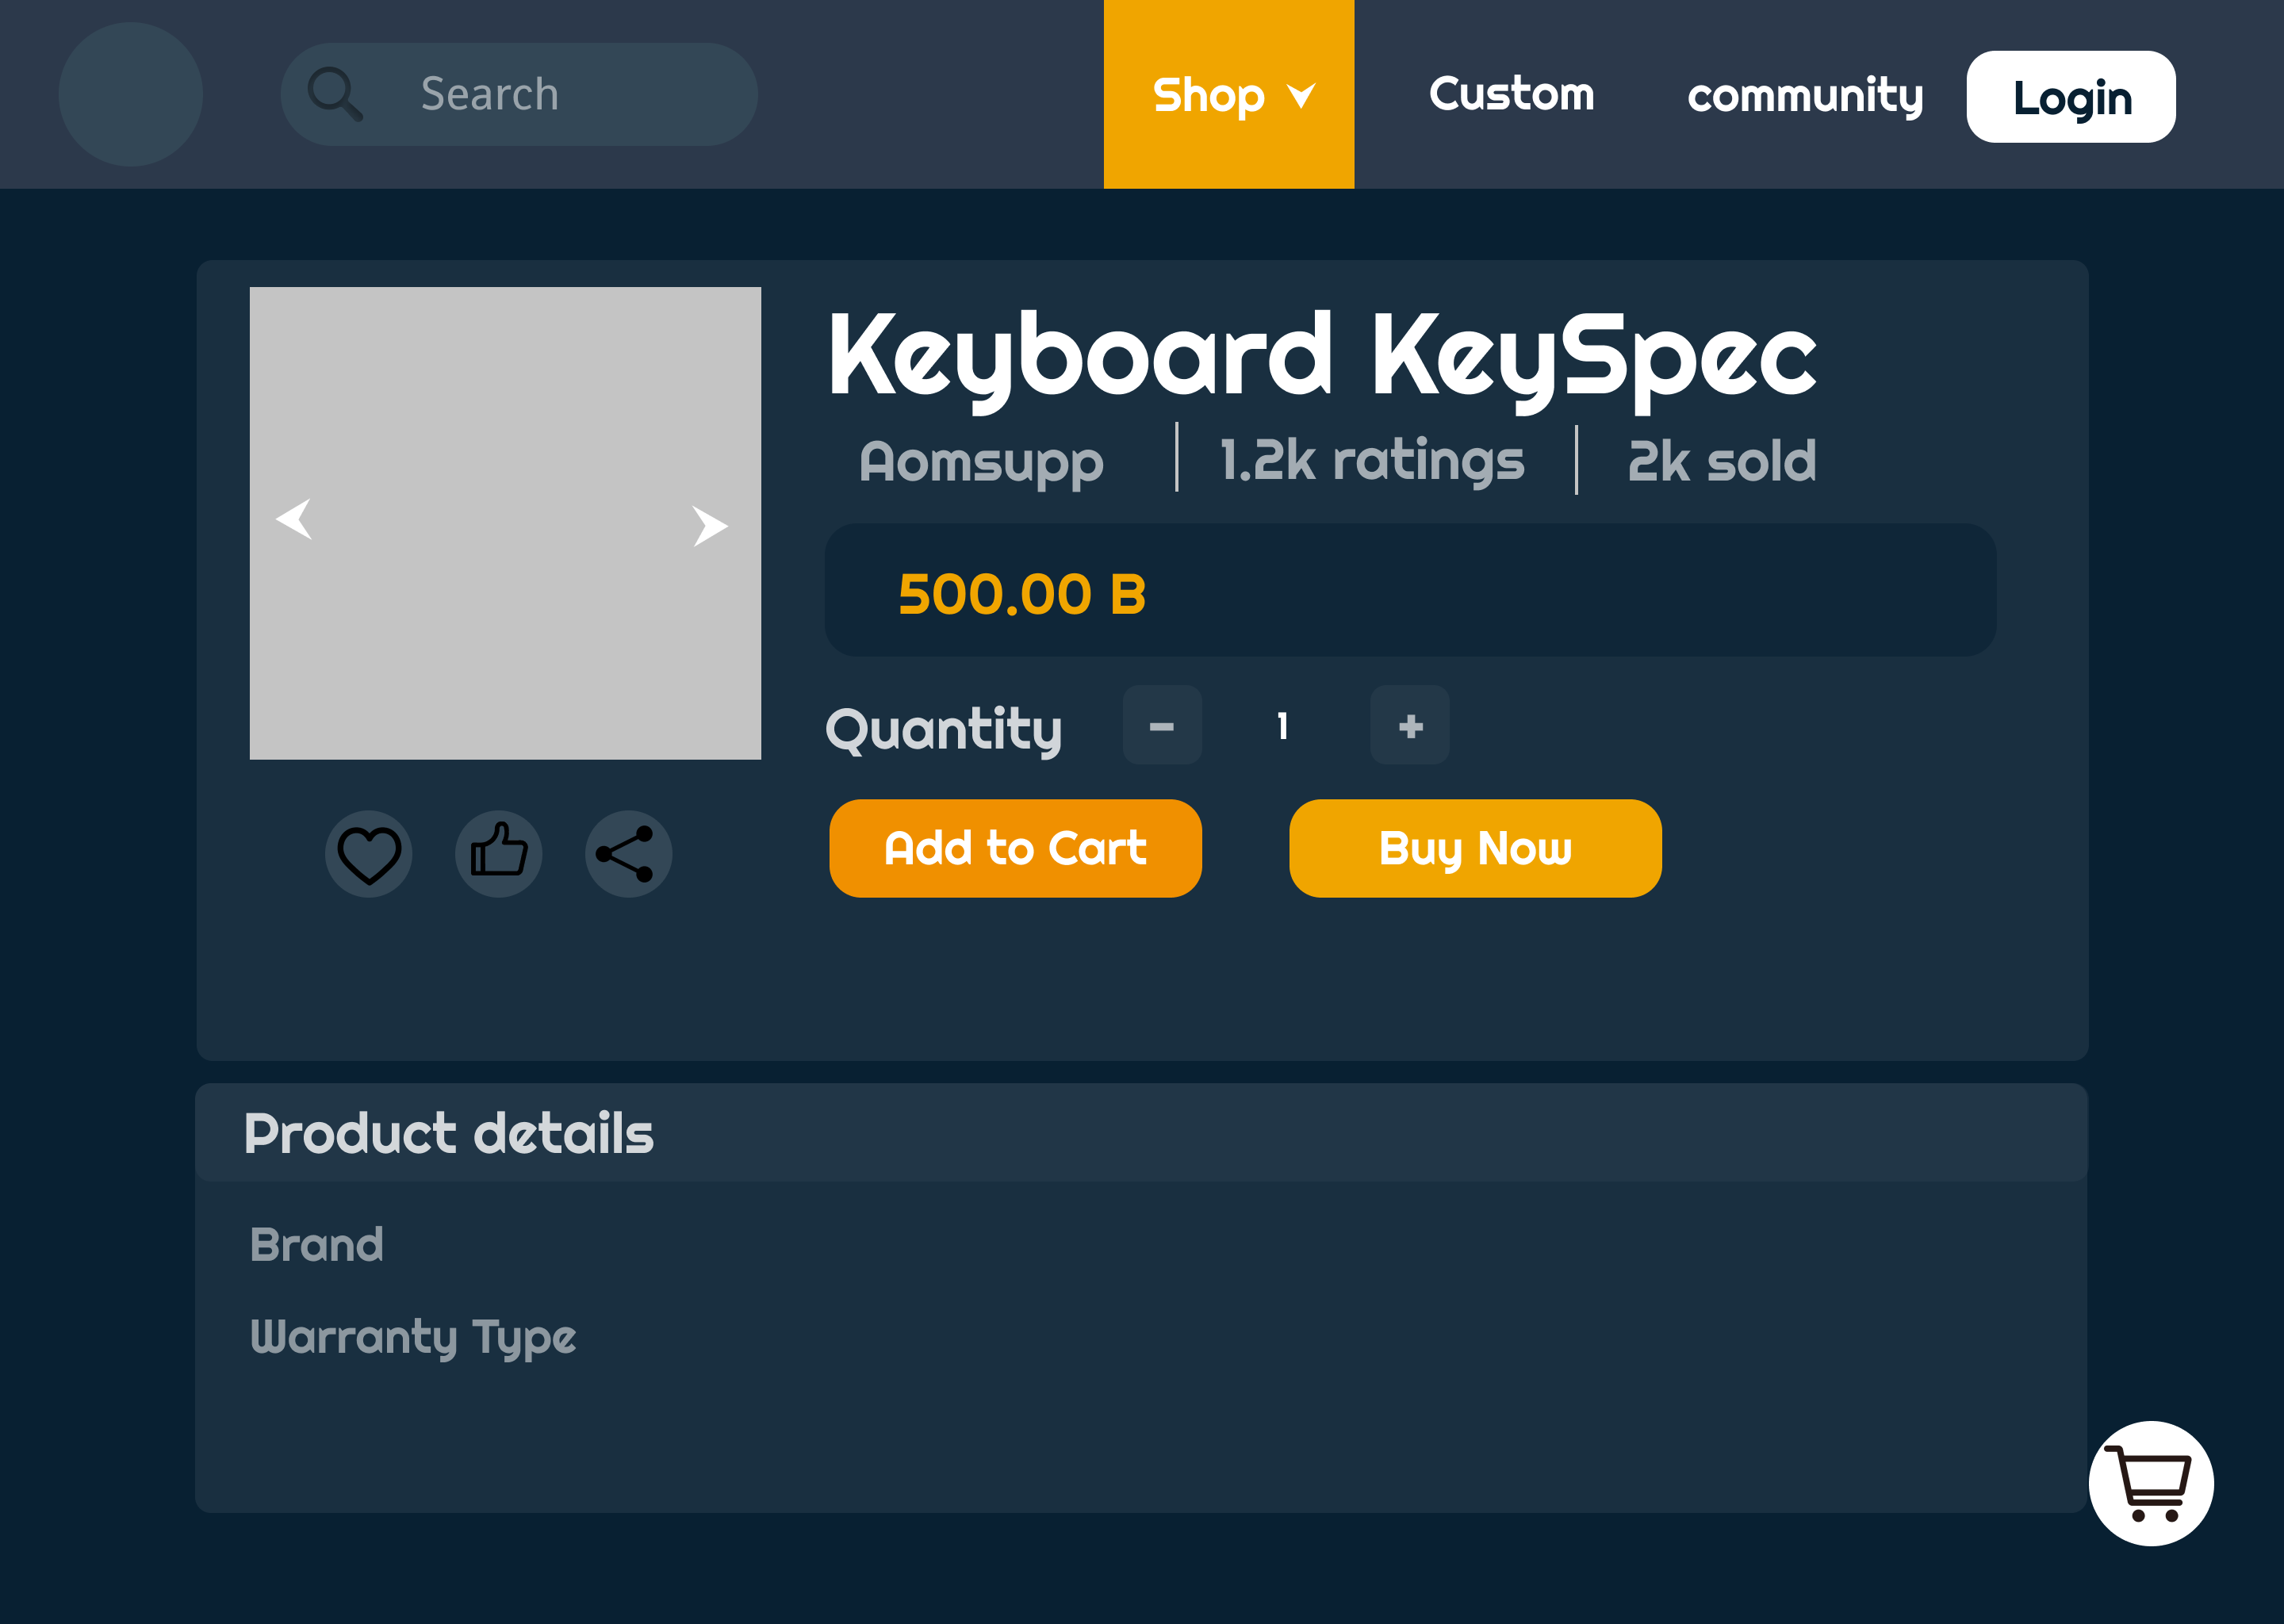 Search
Shop
Custom
community
Login
Keyboard KeySpec
Aomsupp
1.2k ratings
2k sold
500.00 B
Quantity
-
1
+
Add to Cart
Buy Now
Product details
Brand
Warranty Type